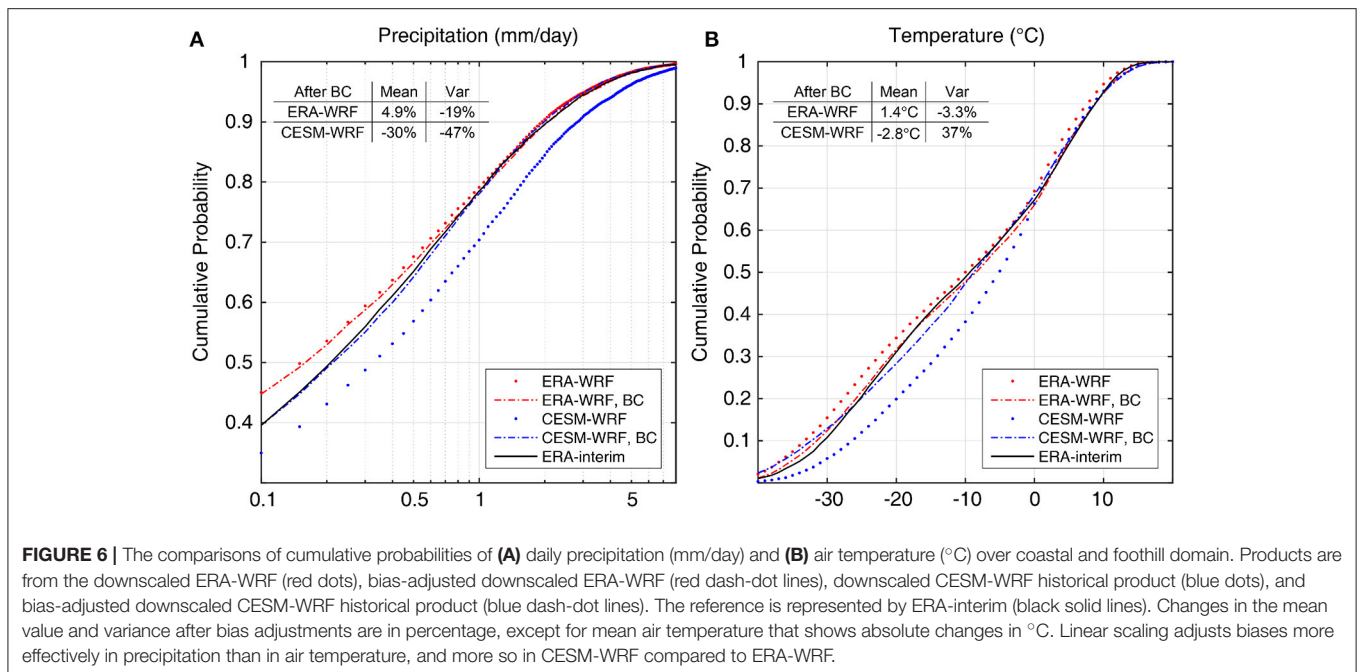 A
Precipitation (mm/day)
After BC Mean Var
ERA-WRF 4.9% -19%
CESM-WRF -30% -47%
Cumulative Probability
1
0.9
0.8
0.7
0.6
0.5
0.4
0.1 0.5 1 5
ERA-WRF
ERA-WRF, BC
CESM-WRF
CESM-WRF, BC
ERA-interim
B
Temperature (°C)
After BC Mean Var
ERA-WRF 1.4°C -3.3%
CESM-WRF -2.8°C 37%
Cumulative Probability
1
0.9
0.8
0.7
0.6
0.5
0.4
0.3
0.2
0.1
-30 -20 -10 0 10
ERA-WRF
ERA-WRF, BC
CESM-WRF
CESM-WRF, BC
ERA-interim
FIGURE 6 | The comparisons of cumulative probabilities of (A) daily precipitation (mm/day) and (B) air temperature (°C) over coastal and foothill domain. Products are
from the downscaled ERA-WRF (red dots), bias-adjusted downscaled ERA-WRF (red dash-dot lines), downscaled CESM-WRF historical product (blue dots), and
bias-adjusted downscaled CESM-WRF historical product (blue dash-dot lines). The reference is represented by ERA-interim (black solid lines). Changes in the mean
value and variance after bias adjustments are in percentage, except for mean air temperature that shows absolute changes in °C. Linear scaling adjusts biases more
effectively in precipitation than in air temperature, and more so in CESM-WRF compared to ERA-WRF.